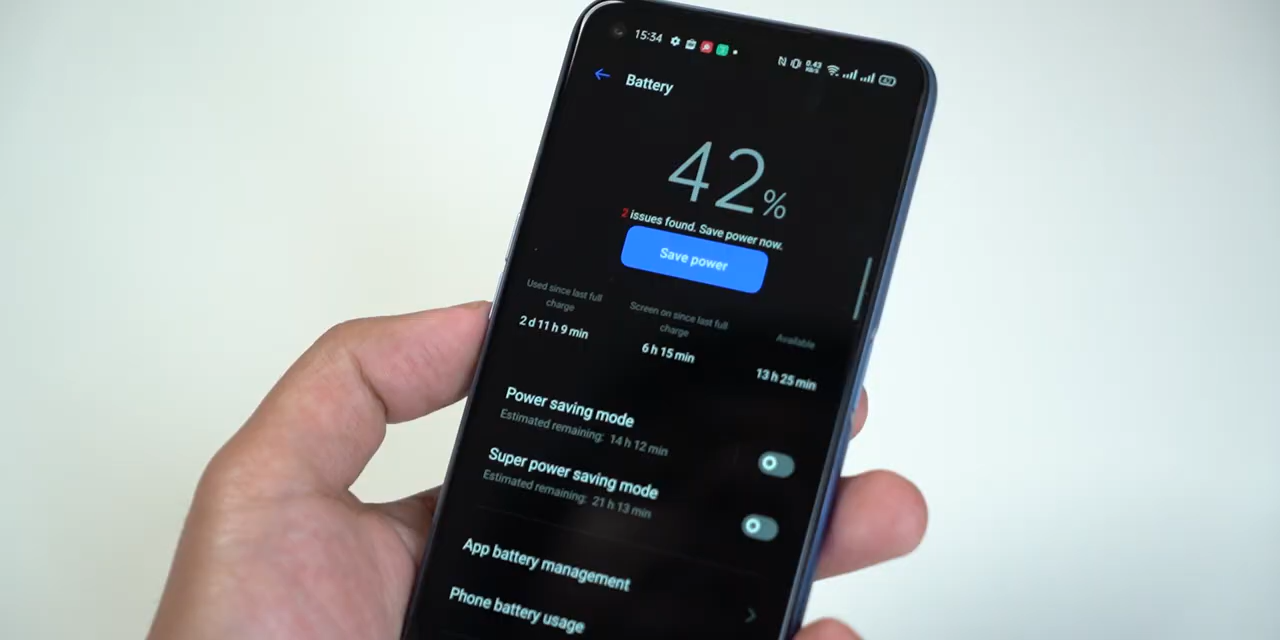 15:34
0.43
KB/S
Battery
42%
2 issues found. Save power now.
Save power
Used since last full
charge
2 d 11 h 9 min
Screen on since last full
charge
6 h 15 min
Available
13 h 25 min
Power saving mode
Estimated remaining: 14 h 12 min
Super power saving mode
Estimated remaining: 21 h 13 min
App battery management
Phone battery usage